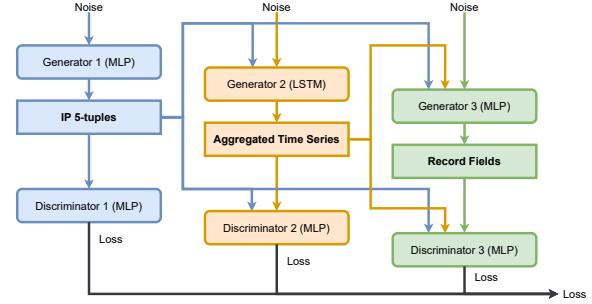 Noise
Noise
Noise
Generator 1 (MLP)
Generator 2 (LSTM)
Generator 3 (MLP)
IP 5-tuples
Aggregated Time Series
Record Fields
Discriminator 1 (MLP)
Discriminator 2 (MLP)
Discriminator 3 (MLP)
Loss
Loss
Loss
Loss